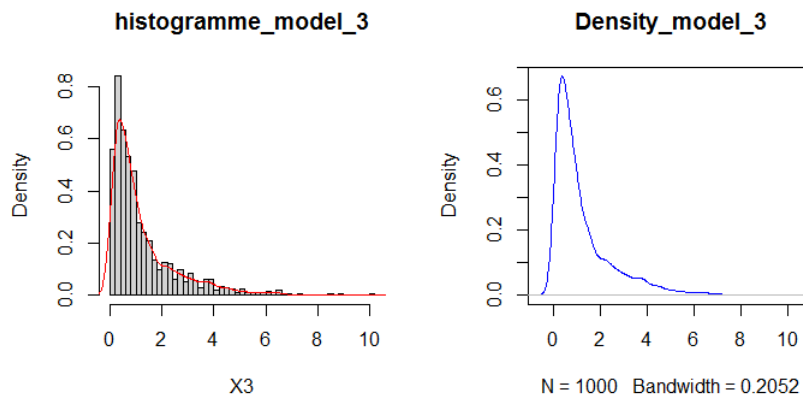 histogramme_model_3
Density
0.0
0.2
0.4
0.6
0.8
0 2 4 6 8 10
X3
Density_model_3
Density
0.0
0.2
0.4
0.6
0 2 4 6 8 10
N = 1000 Bandwidth = 0.2052